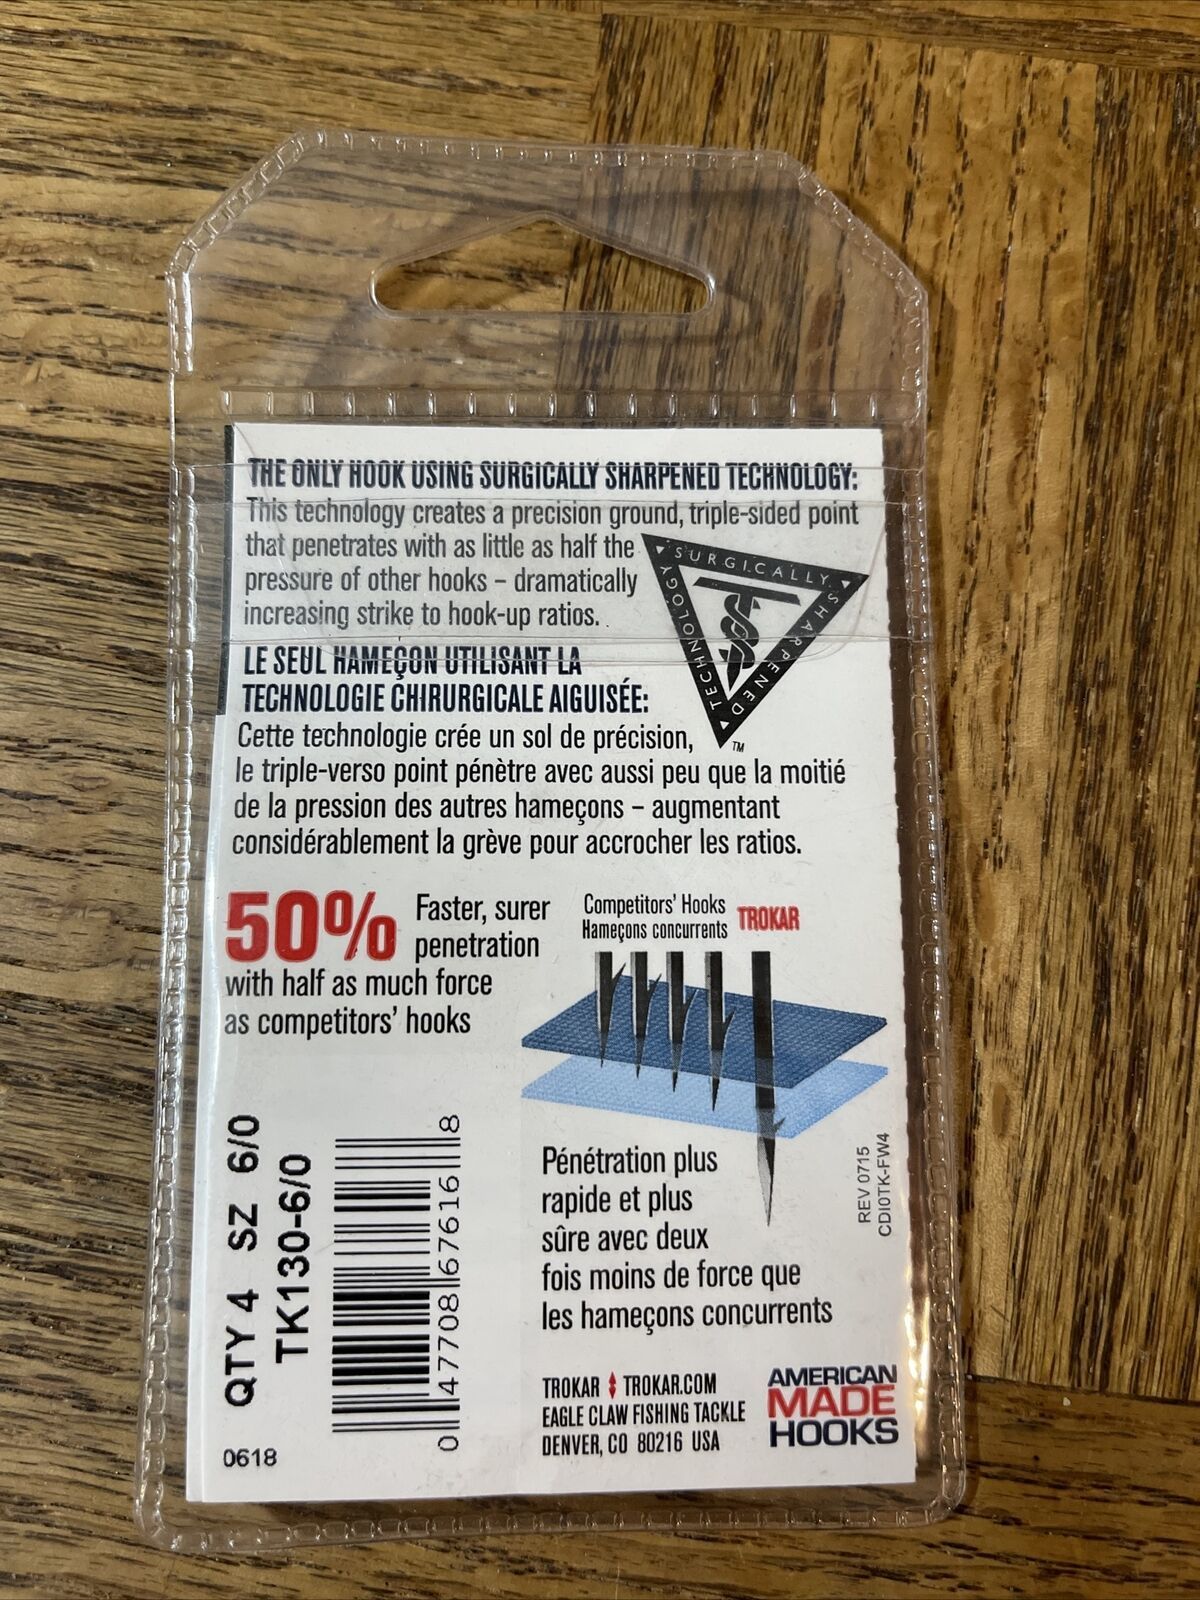 THE ONLY HOOK USING SURGICALLY SHARPENED TECHNOLOGY:
This technology creates a precision ground, triple-sided point
that penetrates with as little as half the
pressure of other hooks – dramatically
increasing strike to hook-up ratios.
SURGICALLY
SHARPENED
TECHNOLOGY
TM
LE SEUL HAMEÇON UTILISANT LA
TECHNOLOGIE CHIRURGICALE AIGUISÉE:
Cette technologie crée un sol de précision,
le triple-verso point pénètre avec aussi peu que la moitié
de la pression des autres hameçons – augmentant
considérablement la grève pour accrocher les ratios.
50% Faster, surer
penetration
with half as much force
as competitors' hooks
Competitors' Hooks
Hameçons concurrents
TROKAR
Pénétration plus
rapide et plus
sûre avec deux
fois moins de force que
les hameçons concurrents
REV 0715
CDI0TK-FW4
QTY 4 SZ 6/0
TK130-6/0
0 47708 67616 8
0618
TROKAR TROKAR.COM
EAGLE CLAW FISHING TACKLE
DENVER, CO 80216 USA
AMERICAN
MADE
HOOKS